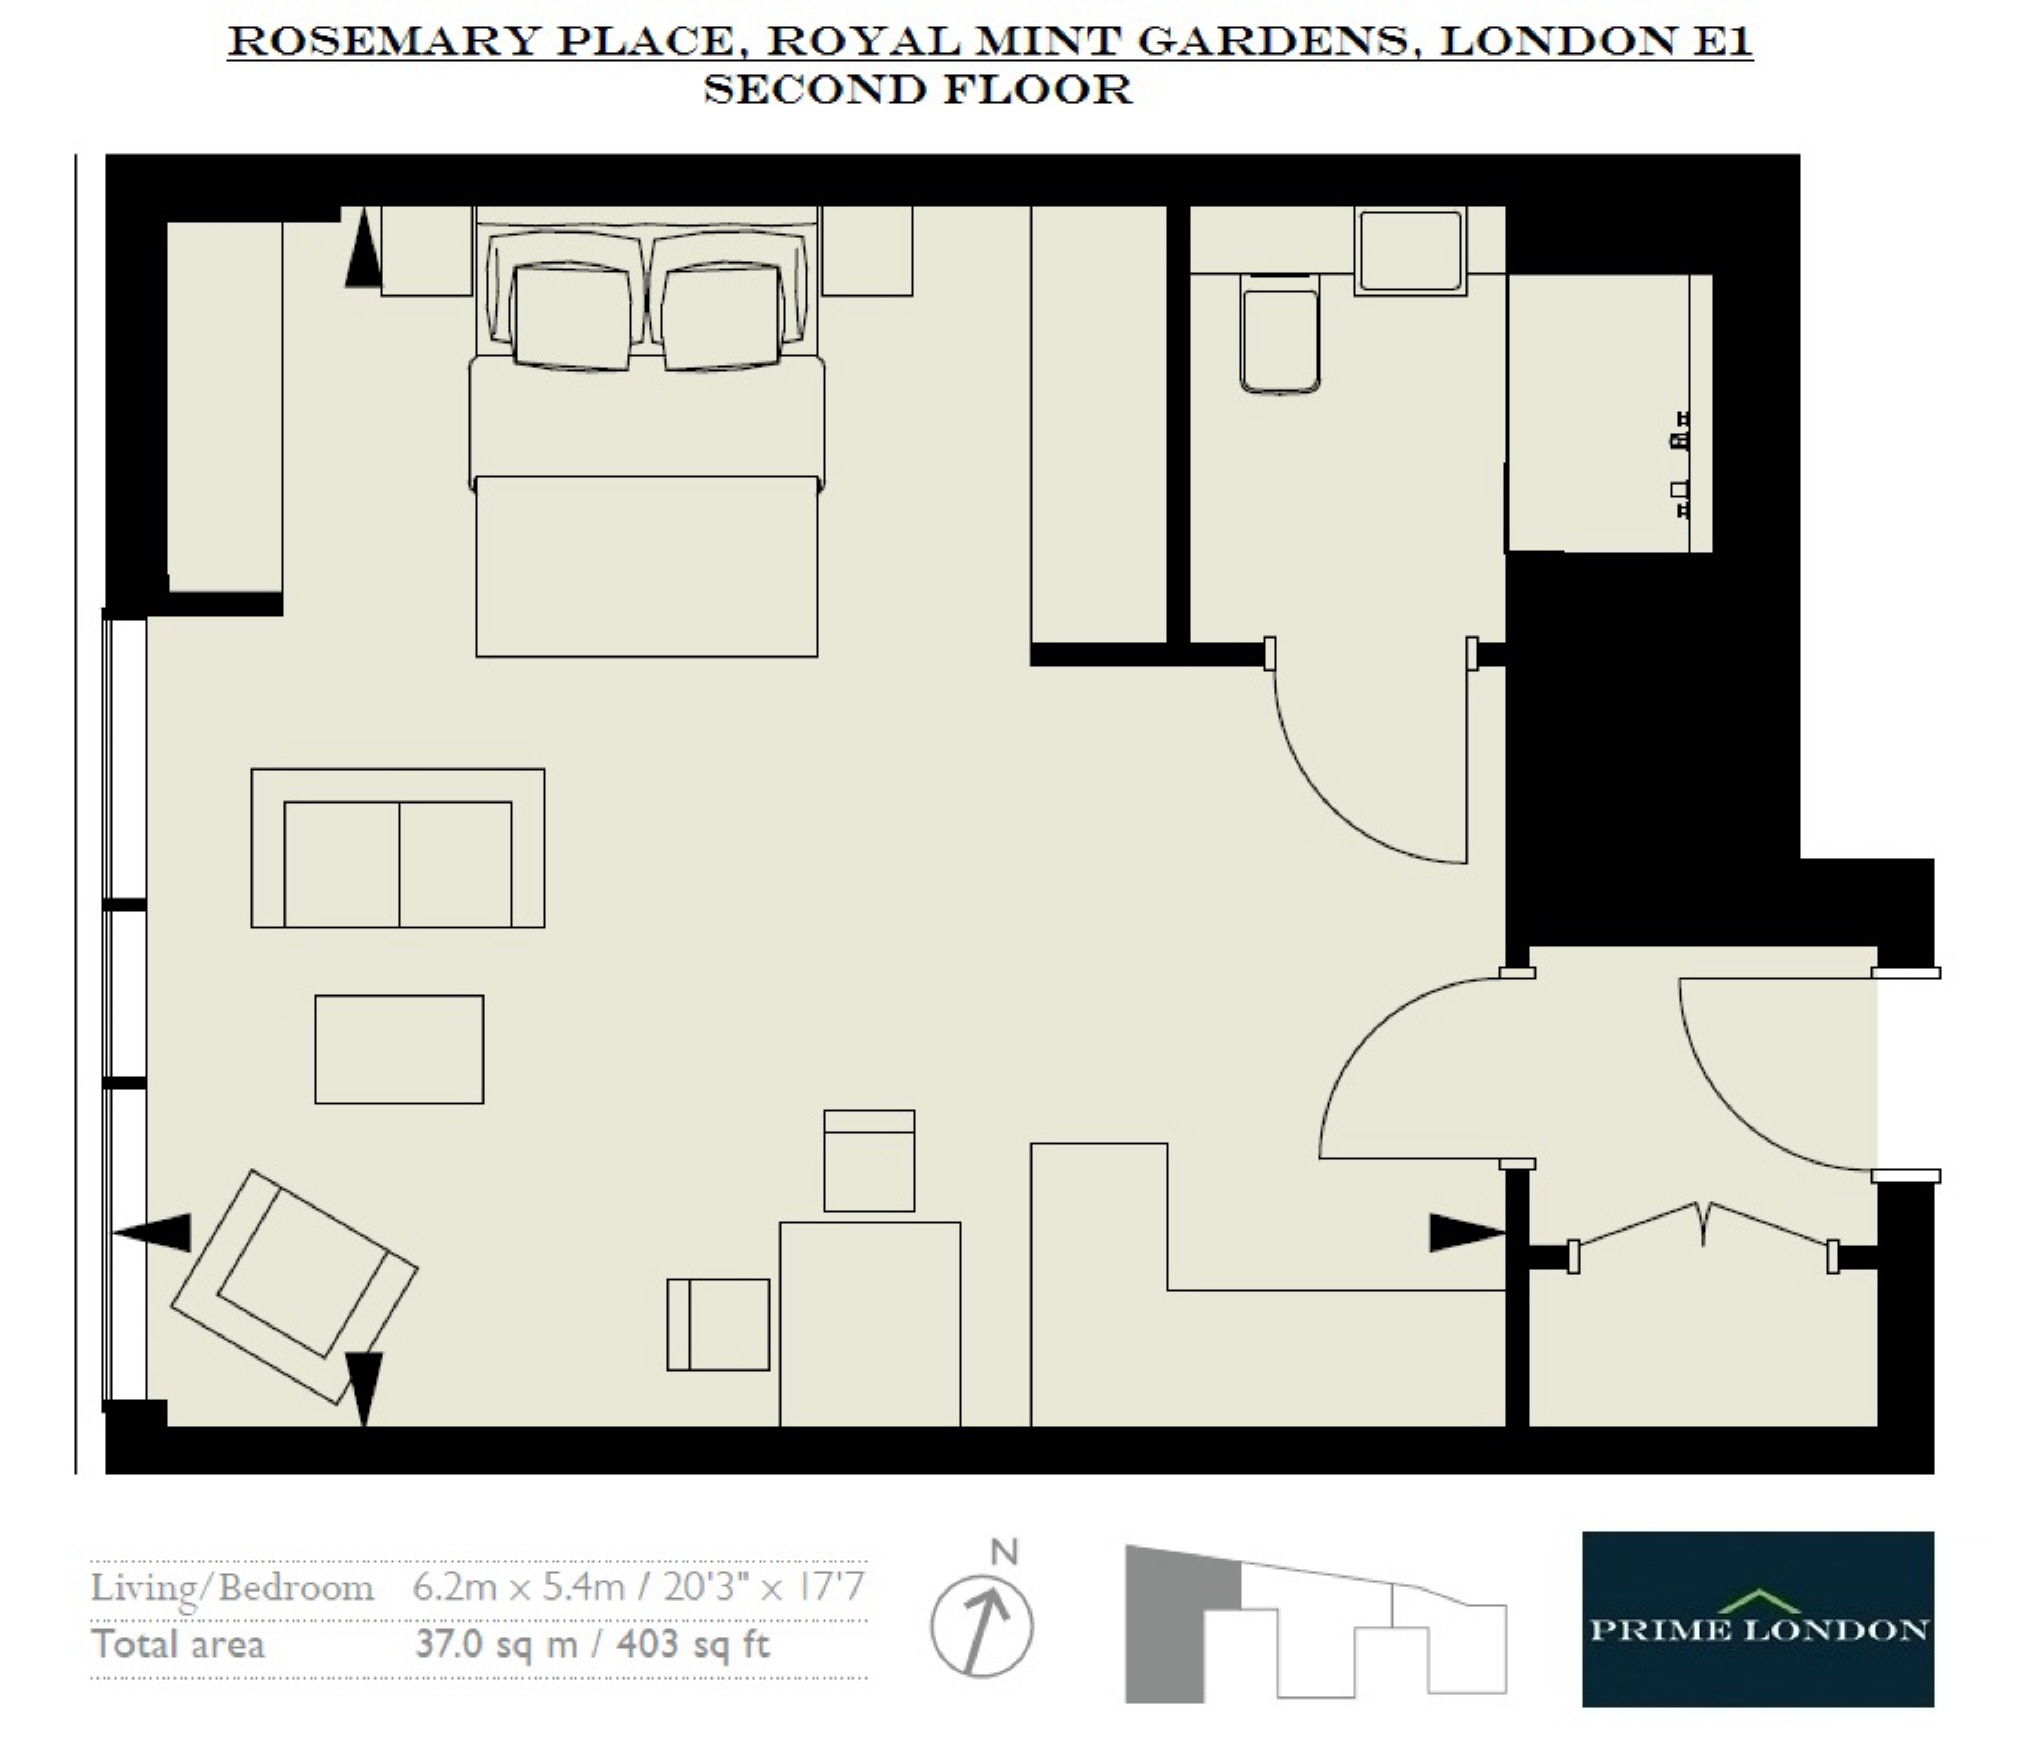 ROSEMARY PLACE, ROYAL MINT GARDENS, LONDON E1
SECOND FLOOR
Living/Bedroom 6.2m x 5.4m / 20'3" x 17'7
Total area 37.0 sq m / 403 sq ft
N
PRIME LONDON